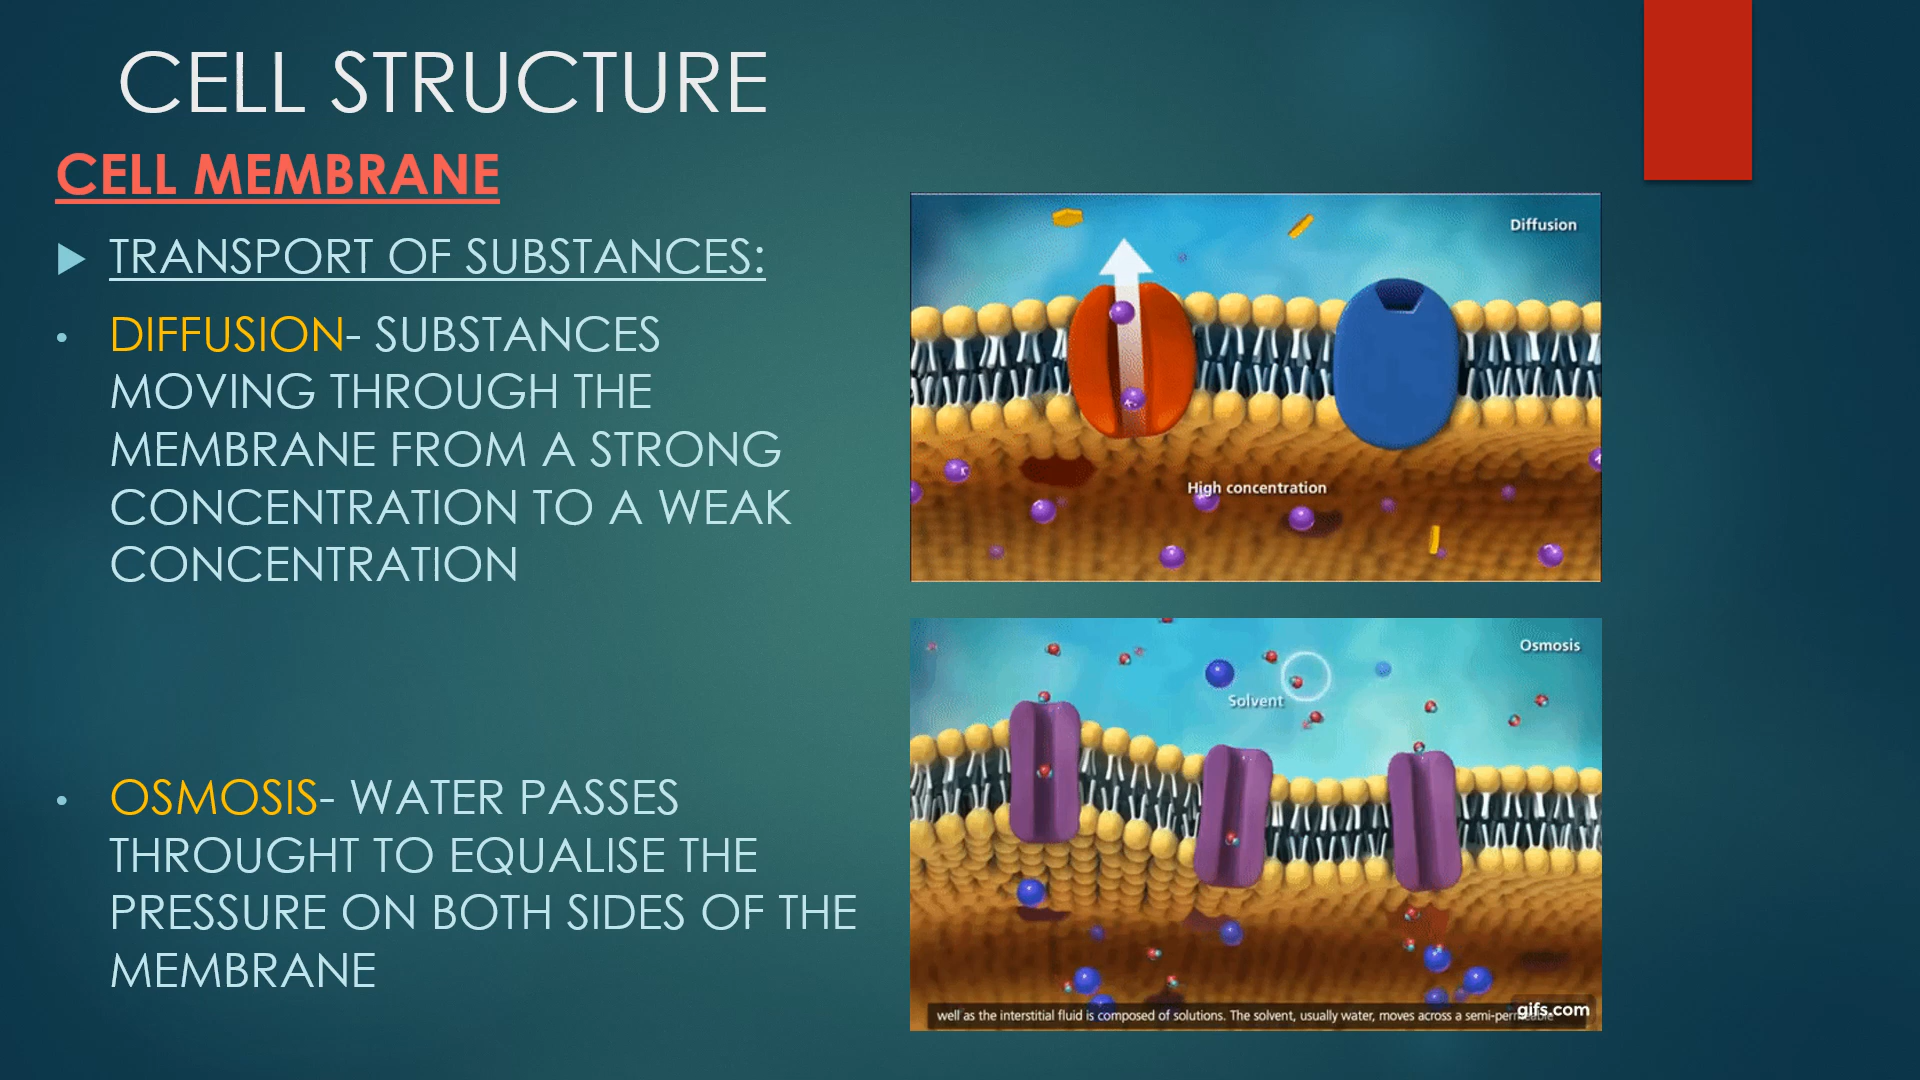 CELL STRUCTURE
CELL MEMBRANE
TRANSPORT OF SUBSTANCES:
DIFFUSION- SUBSTANCES
MOVING THROUGH THE
MEMBRANE FROM A STRONG
CONCENTRATION TO A WEAK
CONCENTRATION
OSMOSIS- WATER PASSES
THROUGHT TO EQUALISE THE
PRESSURE ON BOTH SIDES OF THE
MEMBRANE
Diffusion
K+
K
High concentration
Osmosis
Solvent
well as the interstitial fluid is composed of solutions. The solvent, usually water, moves across a semi-permeable
gifs.com